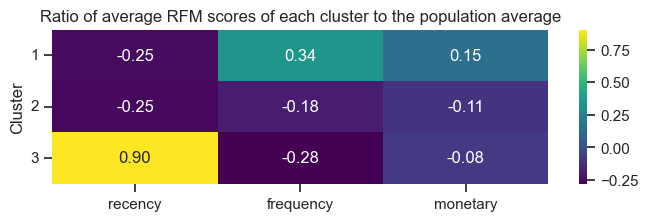 Ratio of average RFM scores of each cluster to the population average
Cluster
1 -0.25 0.34 0.15
2 -0.25 -0.18 -0.11
3 0.90 -0.28 -0.08
recency frequency monetary
0.75
0.50
0.25
0.00
−0.25